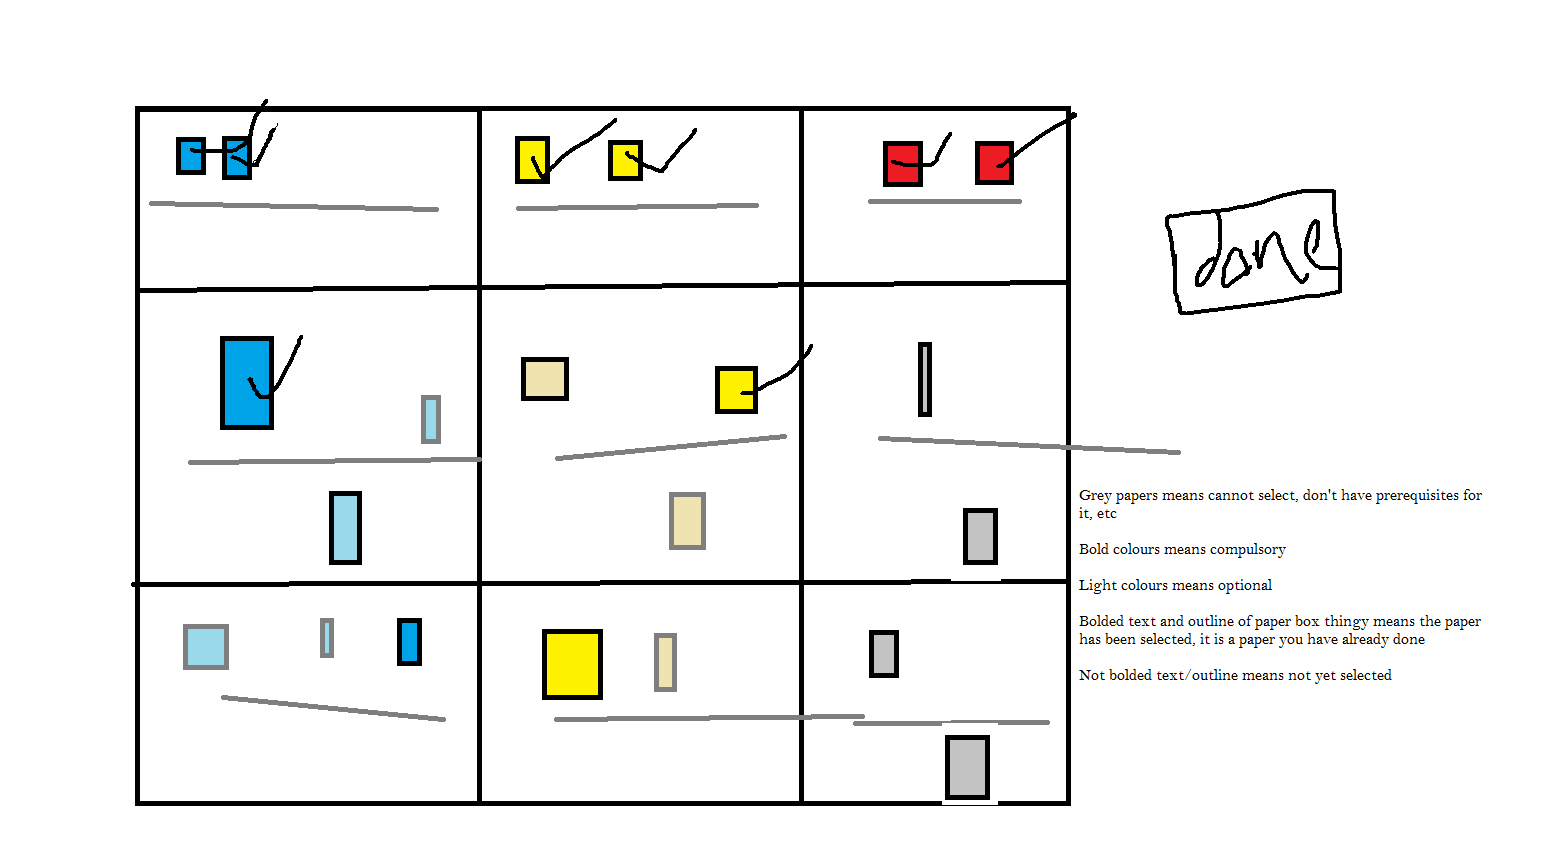 done
Grey papers means cannot select, don't have prerequisites for
it, etc
Bold colours means compulsory
Light colours means optional
Bolded text and outline of paper box thingy means the paper
has been selected, it is a paper you have already done
Not bolded text/outline means not yet selected